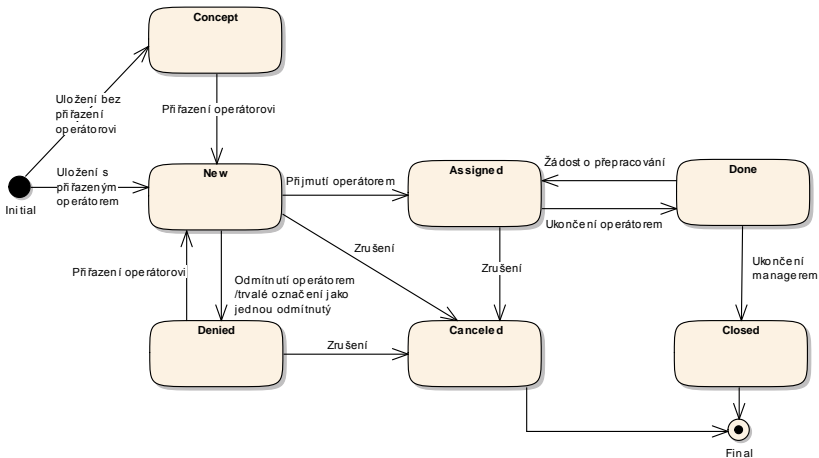 Concept
Uložení bez
přiřazení
operátorovi
Přiřazení operátorovi
New
Uložení s
přiřazeným
operátorem
Initial
Přijmutí operátorem
Assigned
Žádost o přepracování
Done
Ukončení operátorem
Zrušení
Zrušení
Ukončení
managerem
Přiřazení operátorovi
Odmítnutí operátorem
/trvalé označení jako
jednou odmítnutý
Denied
Zrušení
Canceled
Closed
Final